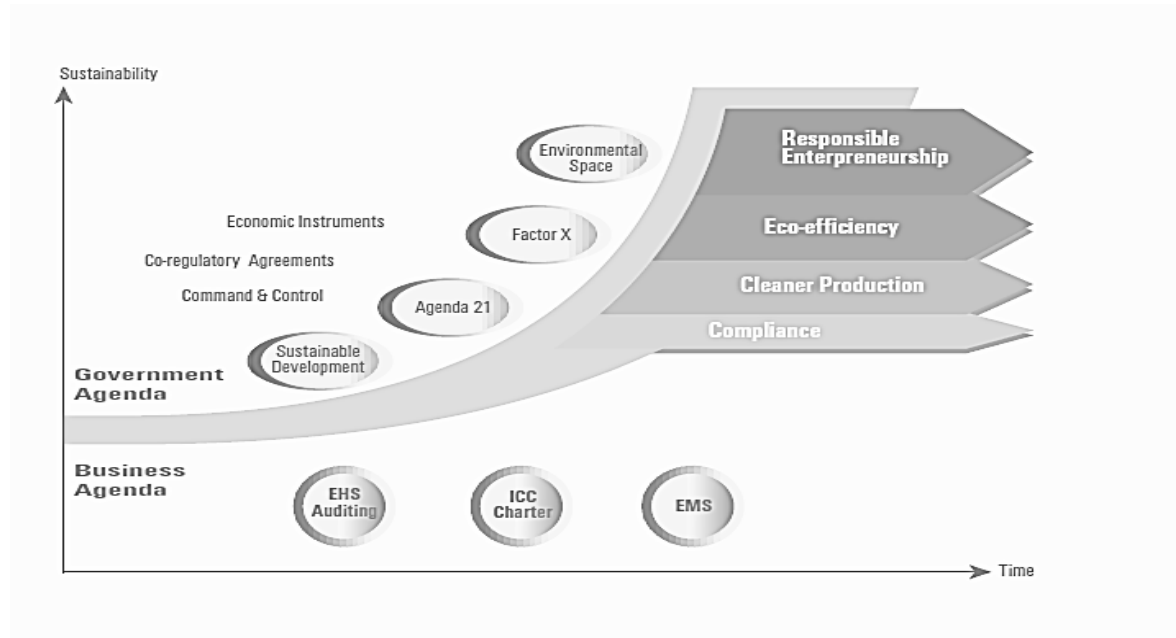 Sustainability
Environmental
Space
Responsible
Enterpreneurship
Economic Instruments
Factor X
Eco-efficiency
Co-regulatory Agreements
Command & Control
Agenda 21
Cleaner Production
Compliance
Sustainable
Development
Government
Agenda
Business
Agenda
EHS
Auditing
ICC
Charter
EMS
Time